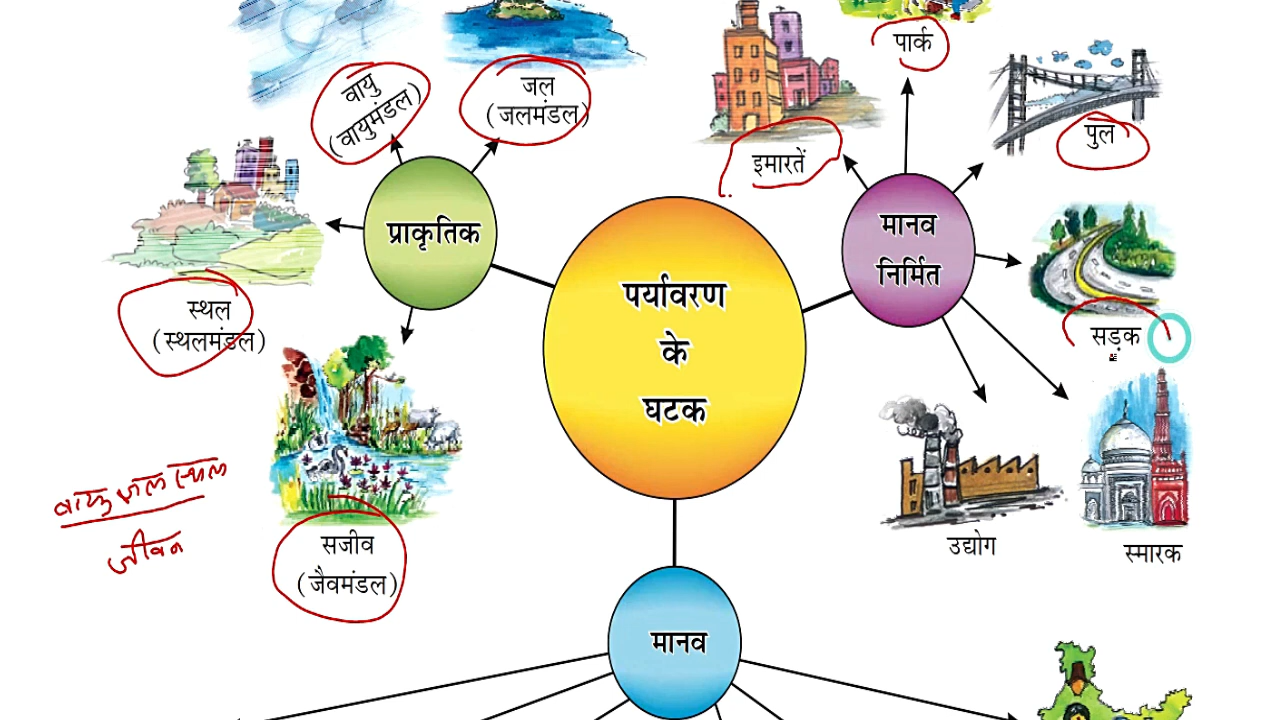 पार्क
वायु
(वायुमंडल)
जल
(जलमंडल)
पुल
इमारतें
प्राकृतिक
मानव
निर्मित
पर्यावरण
के
घटक
स्थल
(स्थलमंडल)
सड़क
वायु जल स्थल
जीवन
सजीव
(जैवमंडल)
उद्योग
स्मारक
मानव